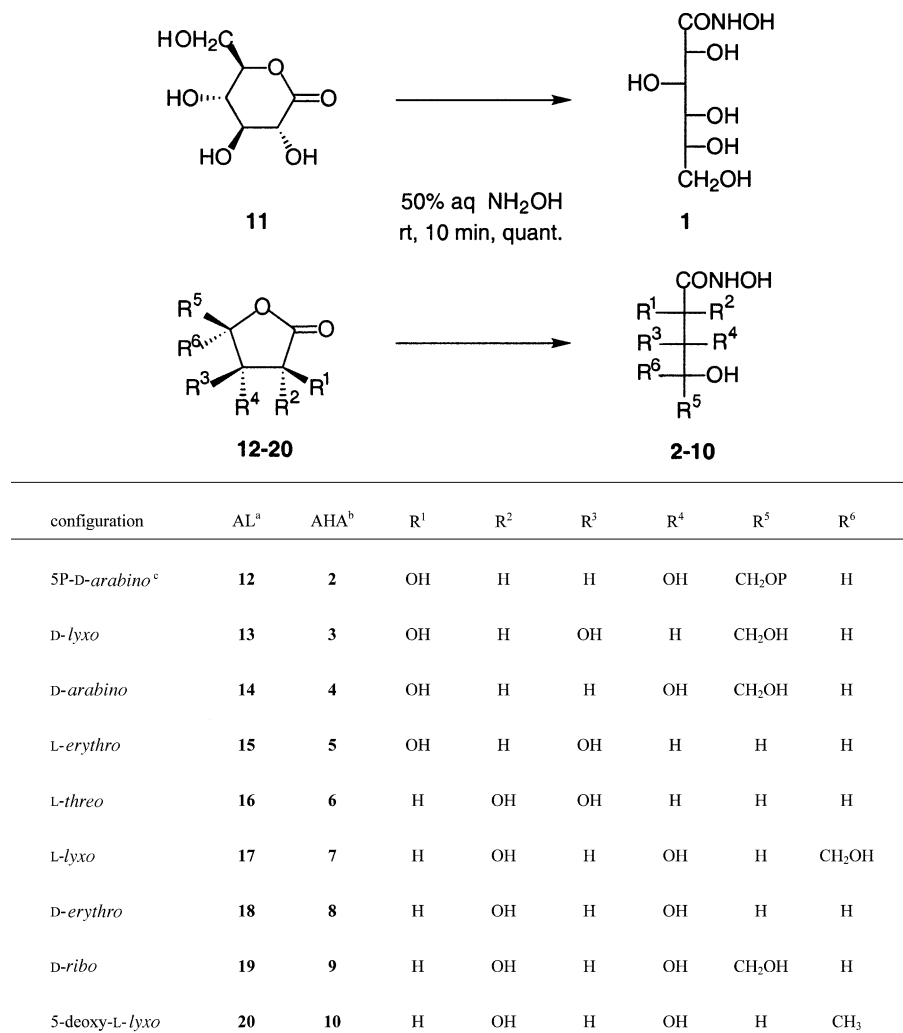 HOH₂C
O
HO
O
HO
OH
11
50% aq NH₂OH
rt, 10 min, quant.
CONHOH
OH
HO
OH
OH
CH₂OH
1
R⁵
O
R⁶
O
R³
R⁴
R²
R¹
12-20
CONHOH
R¹ R²
R³ R⁴
R⁶ OH
R⁵
2-10
configuration ALᵃ AHAᵇ R¹ R² R³ R⁴ R⁵ R⁶
5P-D-arabino ᶜ 12 2 OH H H OH CH₂OP H
D-lyxo 13 3 OH H OH H CH₂OH H
D-arabino 14 4 OH H H OH CH₂OH H
L-erythro 15 5 OH H OH H H H
L-threo 16 6 H OH OH H H H
L-lyxo 17 7 H OH H OH H CH₂OH
D-erythro 18 8 H OH H OH H H
D-ribo 19 9 H OH H OH CH₂OH H
5-deoxy-L-lyxo 20 10 H OH H OH H CH₃